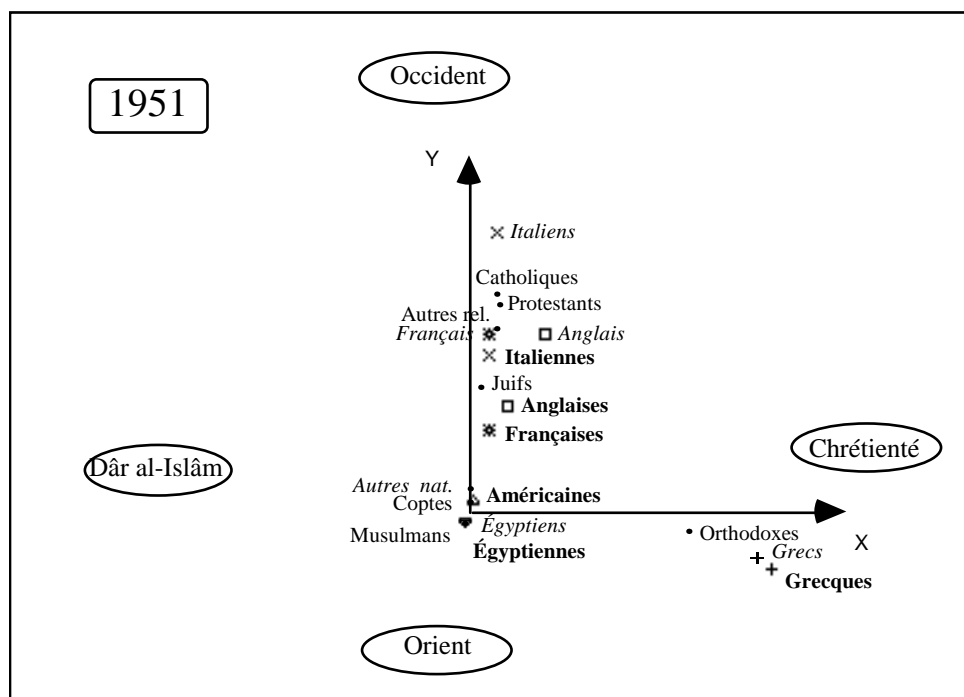 Occident
1951
Y
Italiens
Catholiques
Protestants
Autres rel.
Français
Anglais
Italiennes
Juifs
Anglaises
Françaises
Chrétienté
Dâr al-Islâm
Autres nat.
Américaines
Coptes
Égyptiens
Musulmans
Orthodoxes
X
Égyptiennes
Grecs
Grecques
Orient